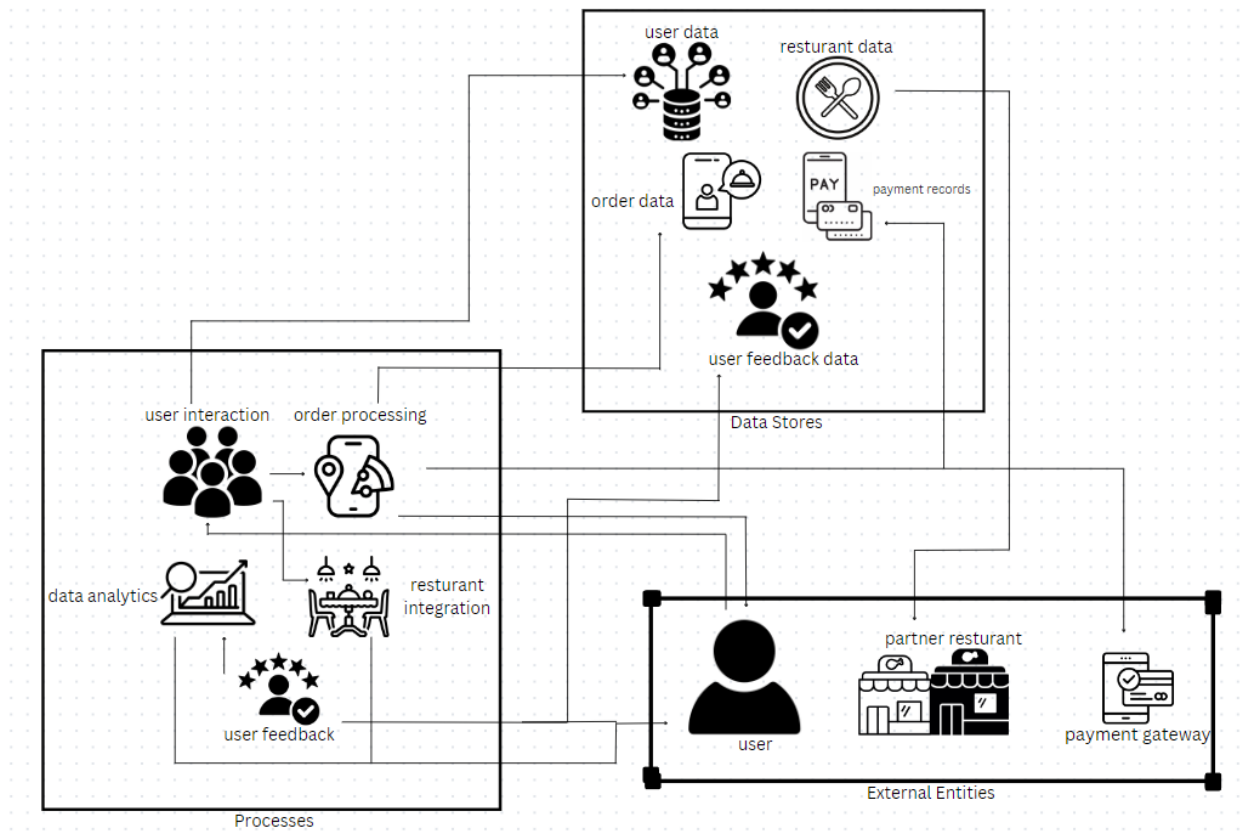 user data
resturant data
order data
PAY
payment records
user feedback data
Data Stores
user interaction
order processing
data analytics
resturant
integration
user feedback
Processes
user
partner resturant
payment gateway
External Entities